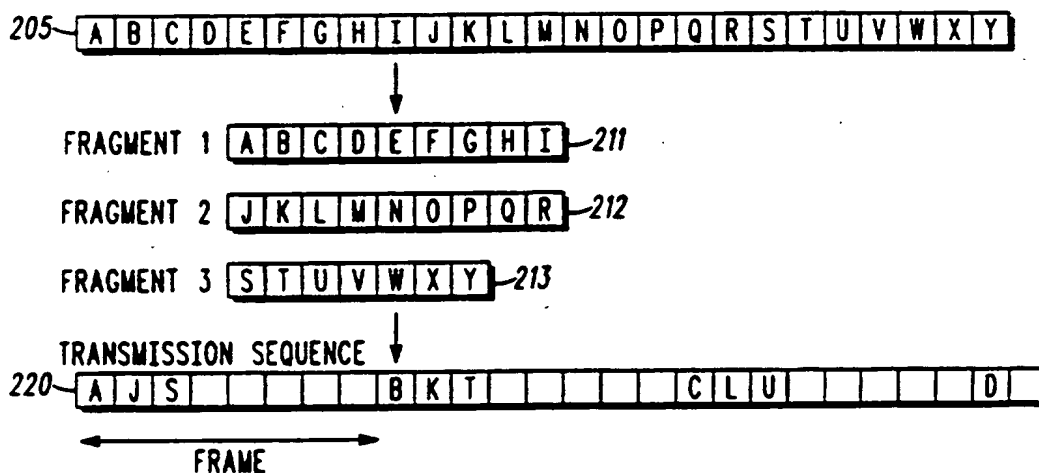 205 A B C D E F G H I J K L M N O P Q R S T U V W X Y
FRAGMENT 1 A B C D E F G H I 211
FRAGMENT 2 J K L M N O P Q R 212
FRAGMENT 3 S T U V W X Y 213
TRANSMISSION SEQUENCE
220 A J S B K T C L U D
FRAME